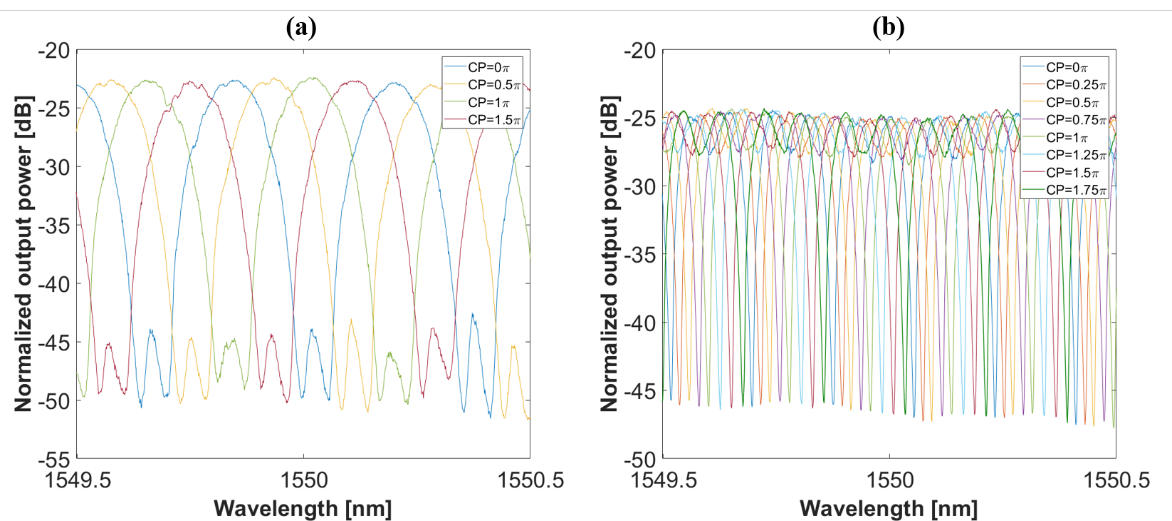 (a)
-20
-25
-30
-35
-40
-45
-50
-55
1549.5
1550
1550.5
Normalized output power [dB]
Wavelength [nm]
CP=0π
CP=0.5π
CP=1π
CP=1.5π
(b)
-20
-25
-30
-35
-40
-45
-50
1549.5
1550
1550.5
Normalized output power [dB]
Wavelength [nm]
CP=0π
CP=0.25π
CP=0.5π
CP=0.75π
CP=1π
CP=1.25π
CP=1.5π
CP=1.75π